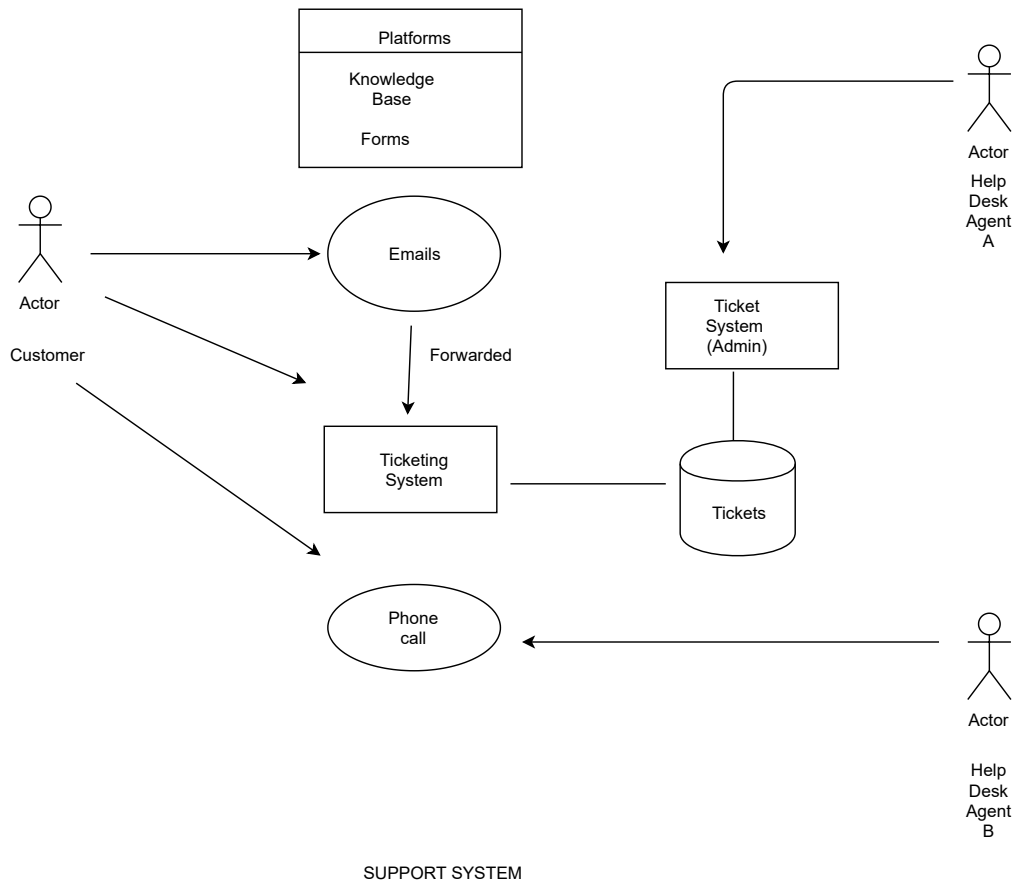 Platforms
Knowledge
Base
Forms
Actor
Help
Desk
Agent
A
Emails
Actor
Customer
Forwarded
Ticket
System
(Admin)
Ticketing
System
Tickets
Phone
call
Actor
Help
Desk
Agent
B
SUPPORT SYSTEM